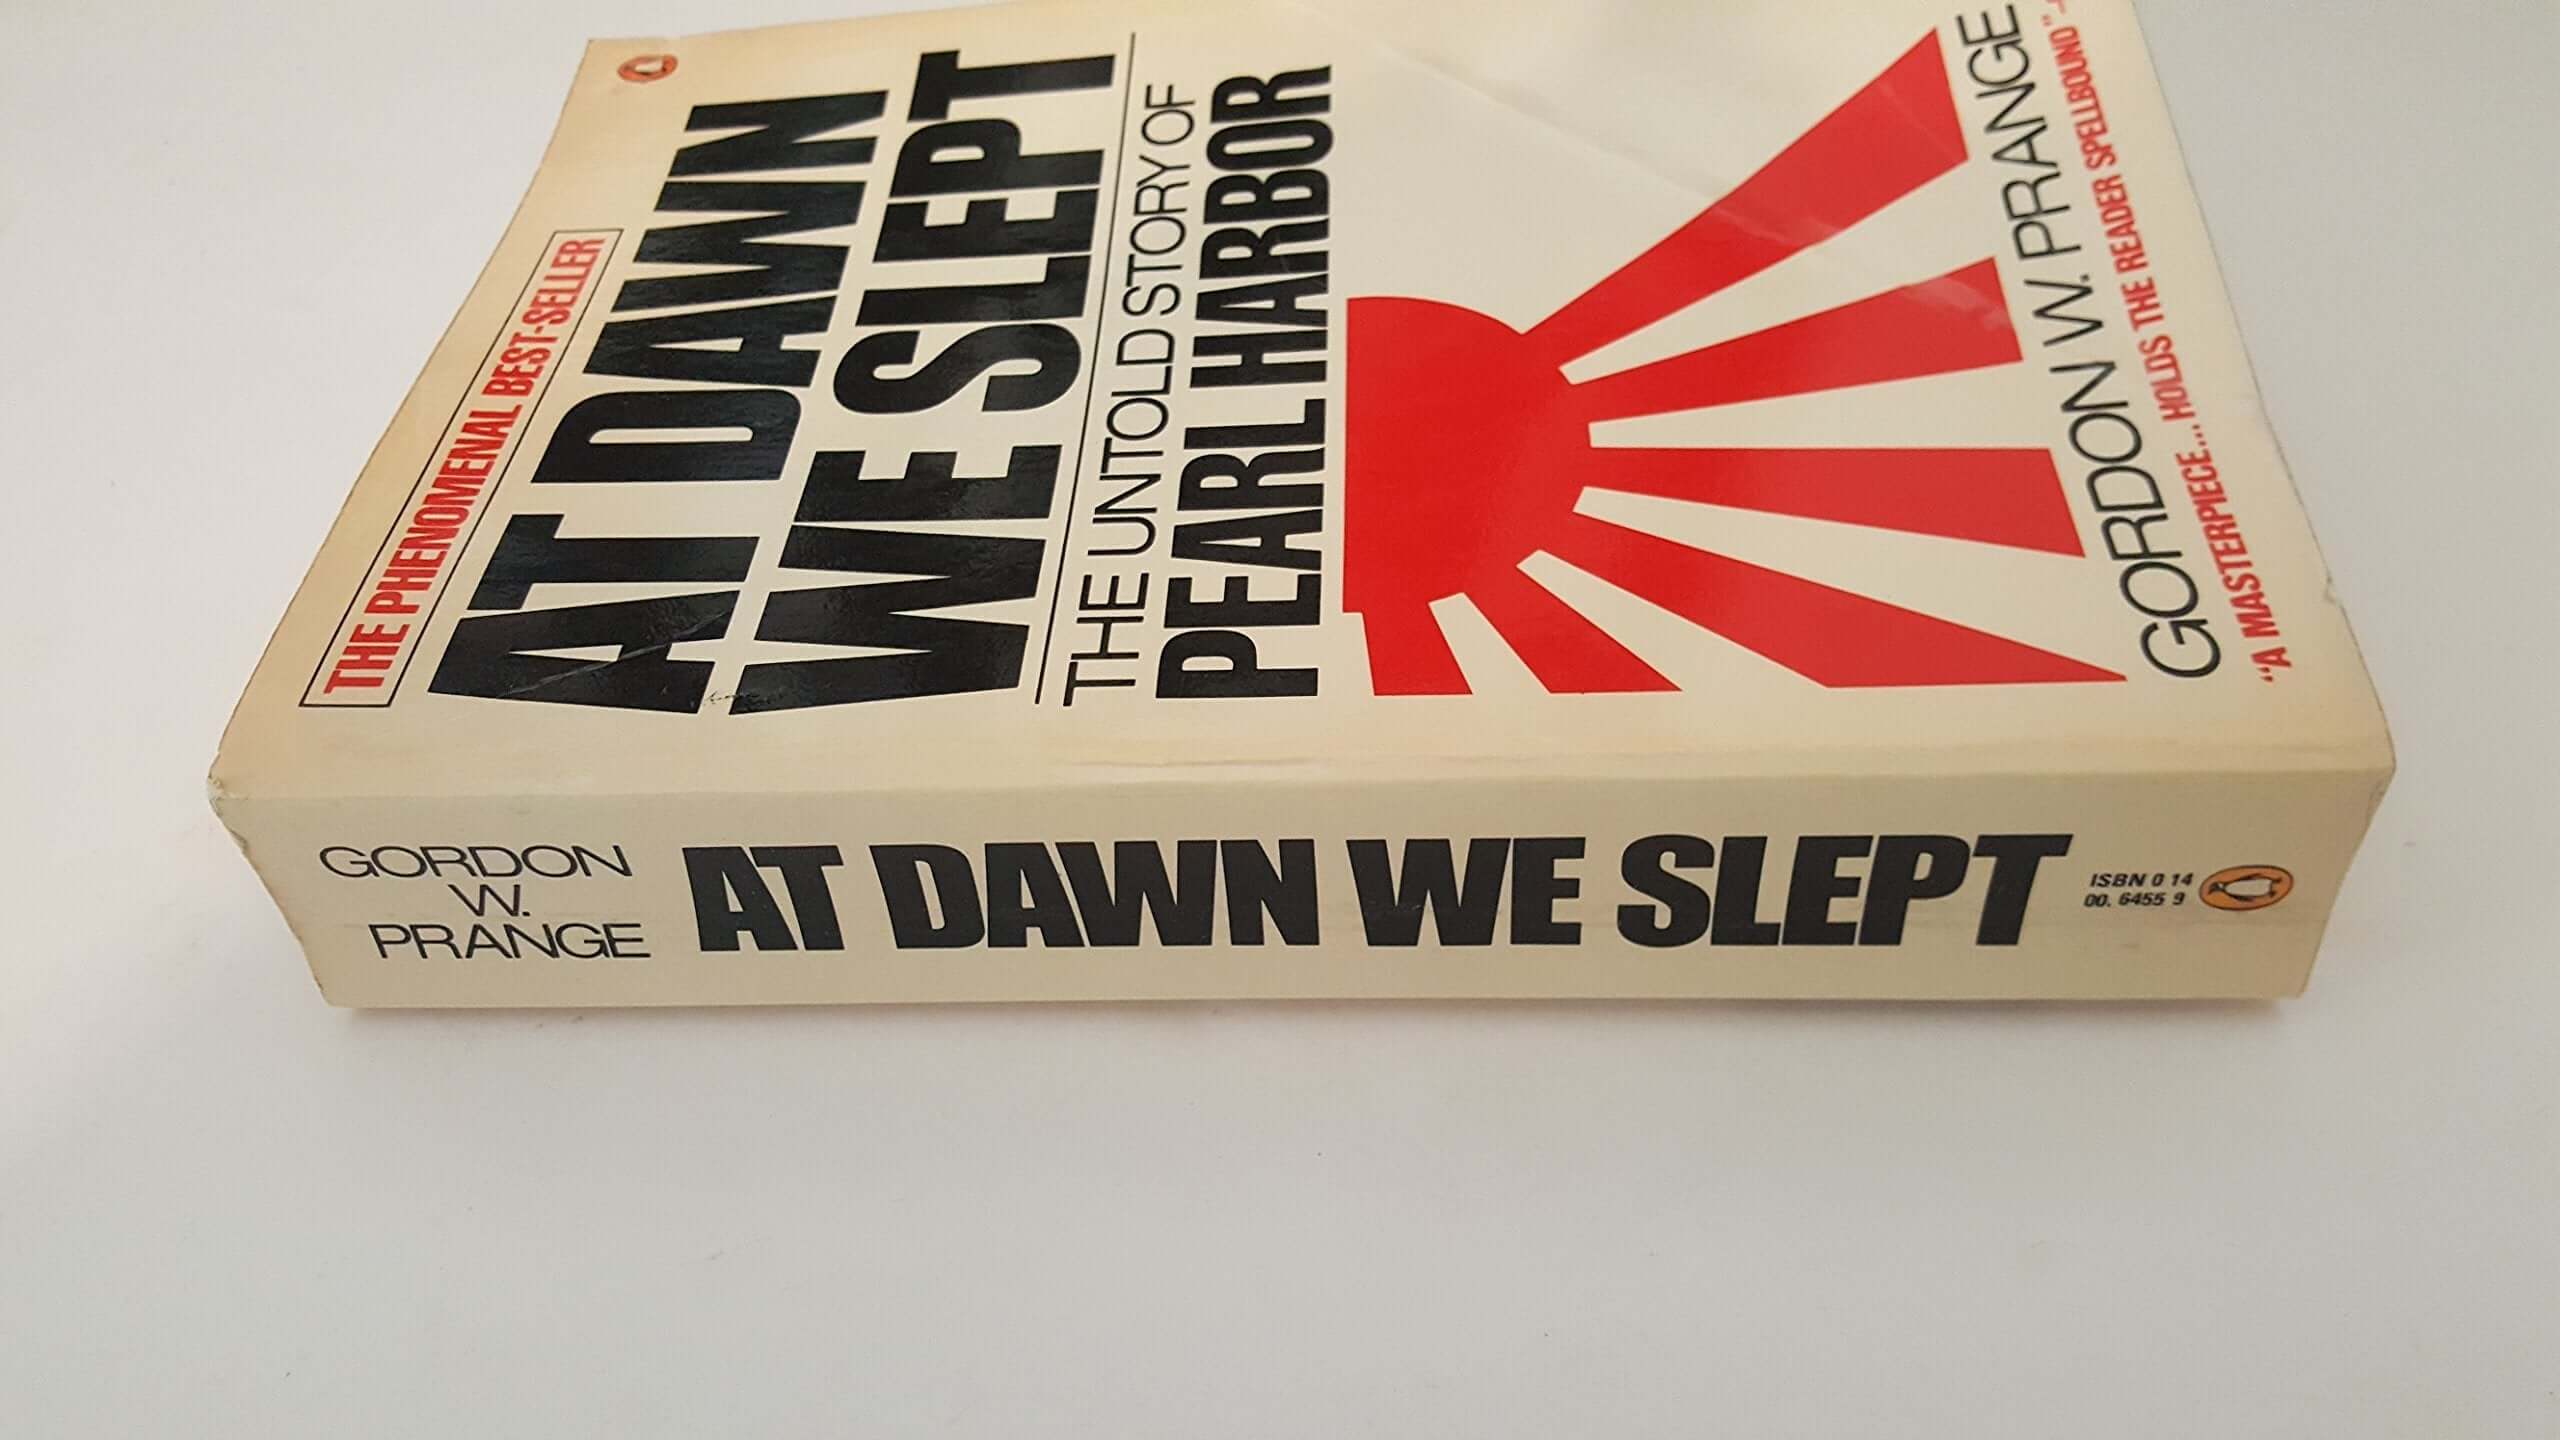 THE PHENOMENAL BEST-SELLER
AT DAWN
WE SLEPT
THE UNTOLD STORY OF
PEARL HARBOR
GORDON W. PRANGE
"A MASTERPIECE... HOLDS THE READER SPELLBOUND" -
GORDON
W.
PRANGE
AT DAWN WE SLEPT
ISBN 0 14
00. 6455 9